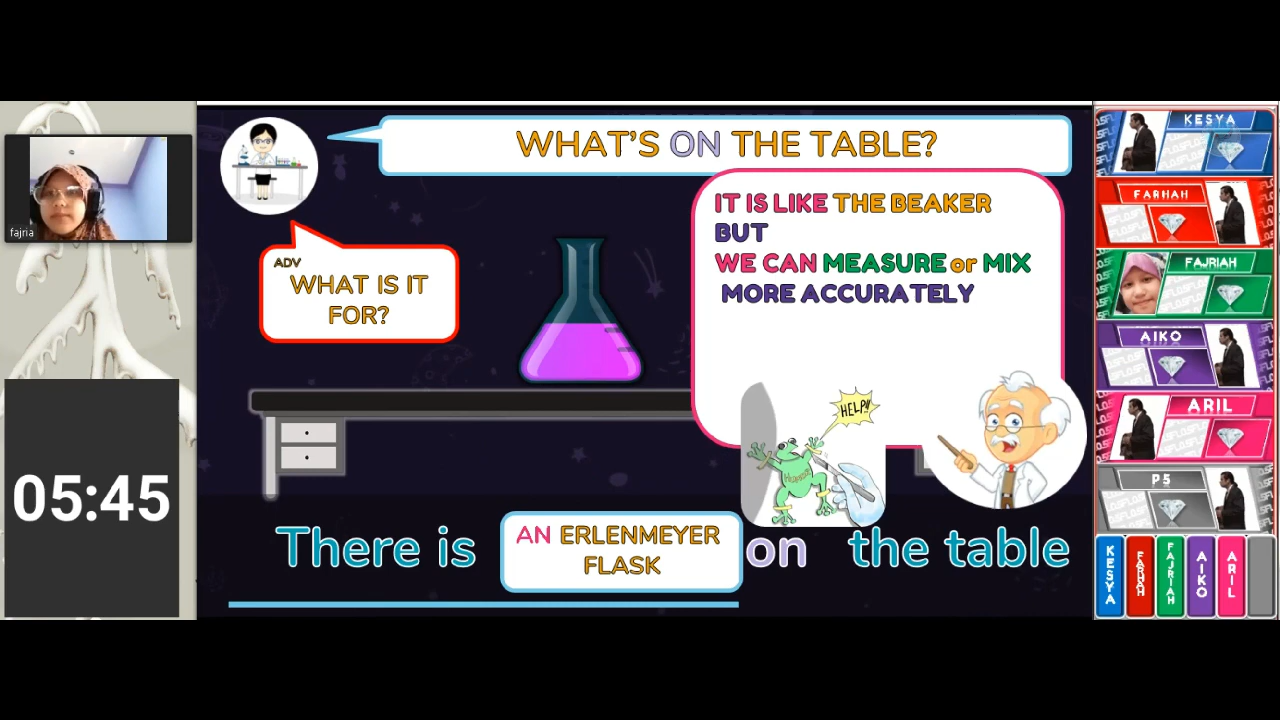 WHAT'S ON THE TABLE?
IT IS LIKE THE BEAKER
BUT
WE CAN MEASURE or MIX
MORE ACCURATELY
ADV
WHAT IS IT
FOR?
HELP!!
There is AN ERLENMEYER FLASK on the table
fajria
05:45
KESYA
FARHAH
FAJRIAH
AIKO
ARIL
P5
KESYA
FARHAH
FAJRIAH
AIKO
ARIL